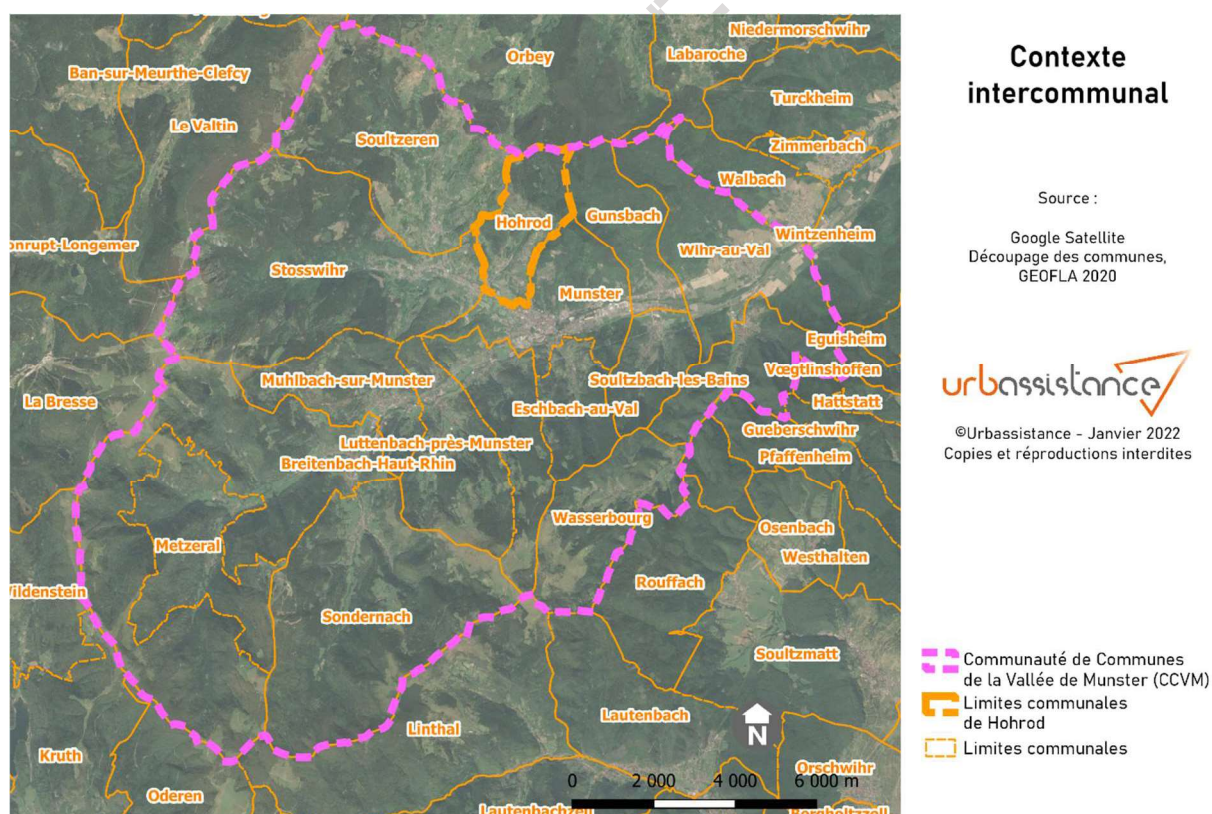 Niedermorschwihr
Orbey
Labaroche
Ban-sur-Meurthe-Clefcy
Turckheim
Le Valtin
Soultzeren
Zimmerbach
Walbach
Hohrod
Gunsbach
Wintzenheim
onrupt-Longemer
Wihr-au-Val
Stosswihr
Munster
Eguisheim
Vœgtlinshoffen
Muhlbach-sur-Munster
Soultzbach-les-Bains
La Bresse
Hattstatt
Eschbach-au-Val
Gueberschwihr
Luttenbach-près-Munster
Pfaffenheim
Breitenbach-Haut-Rhin
Wasserbourg
Osenbach
Metzeral
Westhalten
Rouffach
Wildenstein
Sondernach
Soultzmatt
Lautenbach
Linthal
N
Kruth
Orschwihr
0 2 000 4 000 6 000 m
Oderen
Lautenbachzell
Bergholtzzell
Contexte
intercommunal
Source :
Google Satellite
Découpage des communes,
GEOFLA 2020
urbassistance
©Urbassistance - Janvier 2022
Copies et réproductions interdites
Communauté de Communes
de la Vallée de Munster (CCVM)
Limites communales
de Hohrod
Limites communales